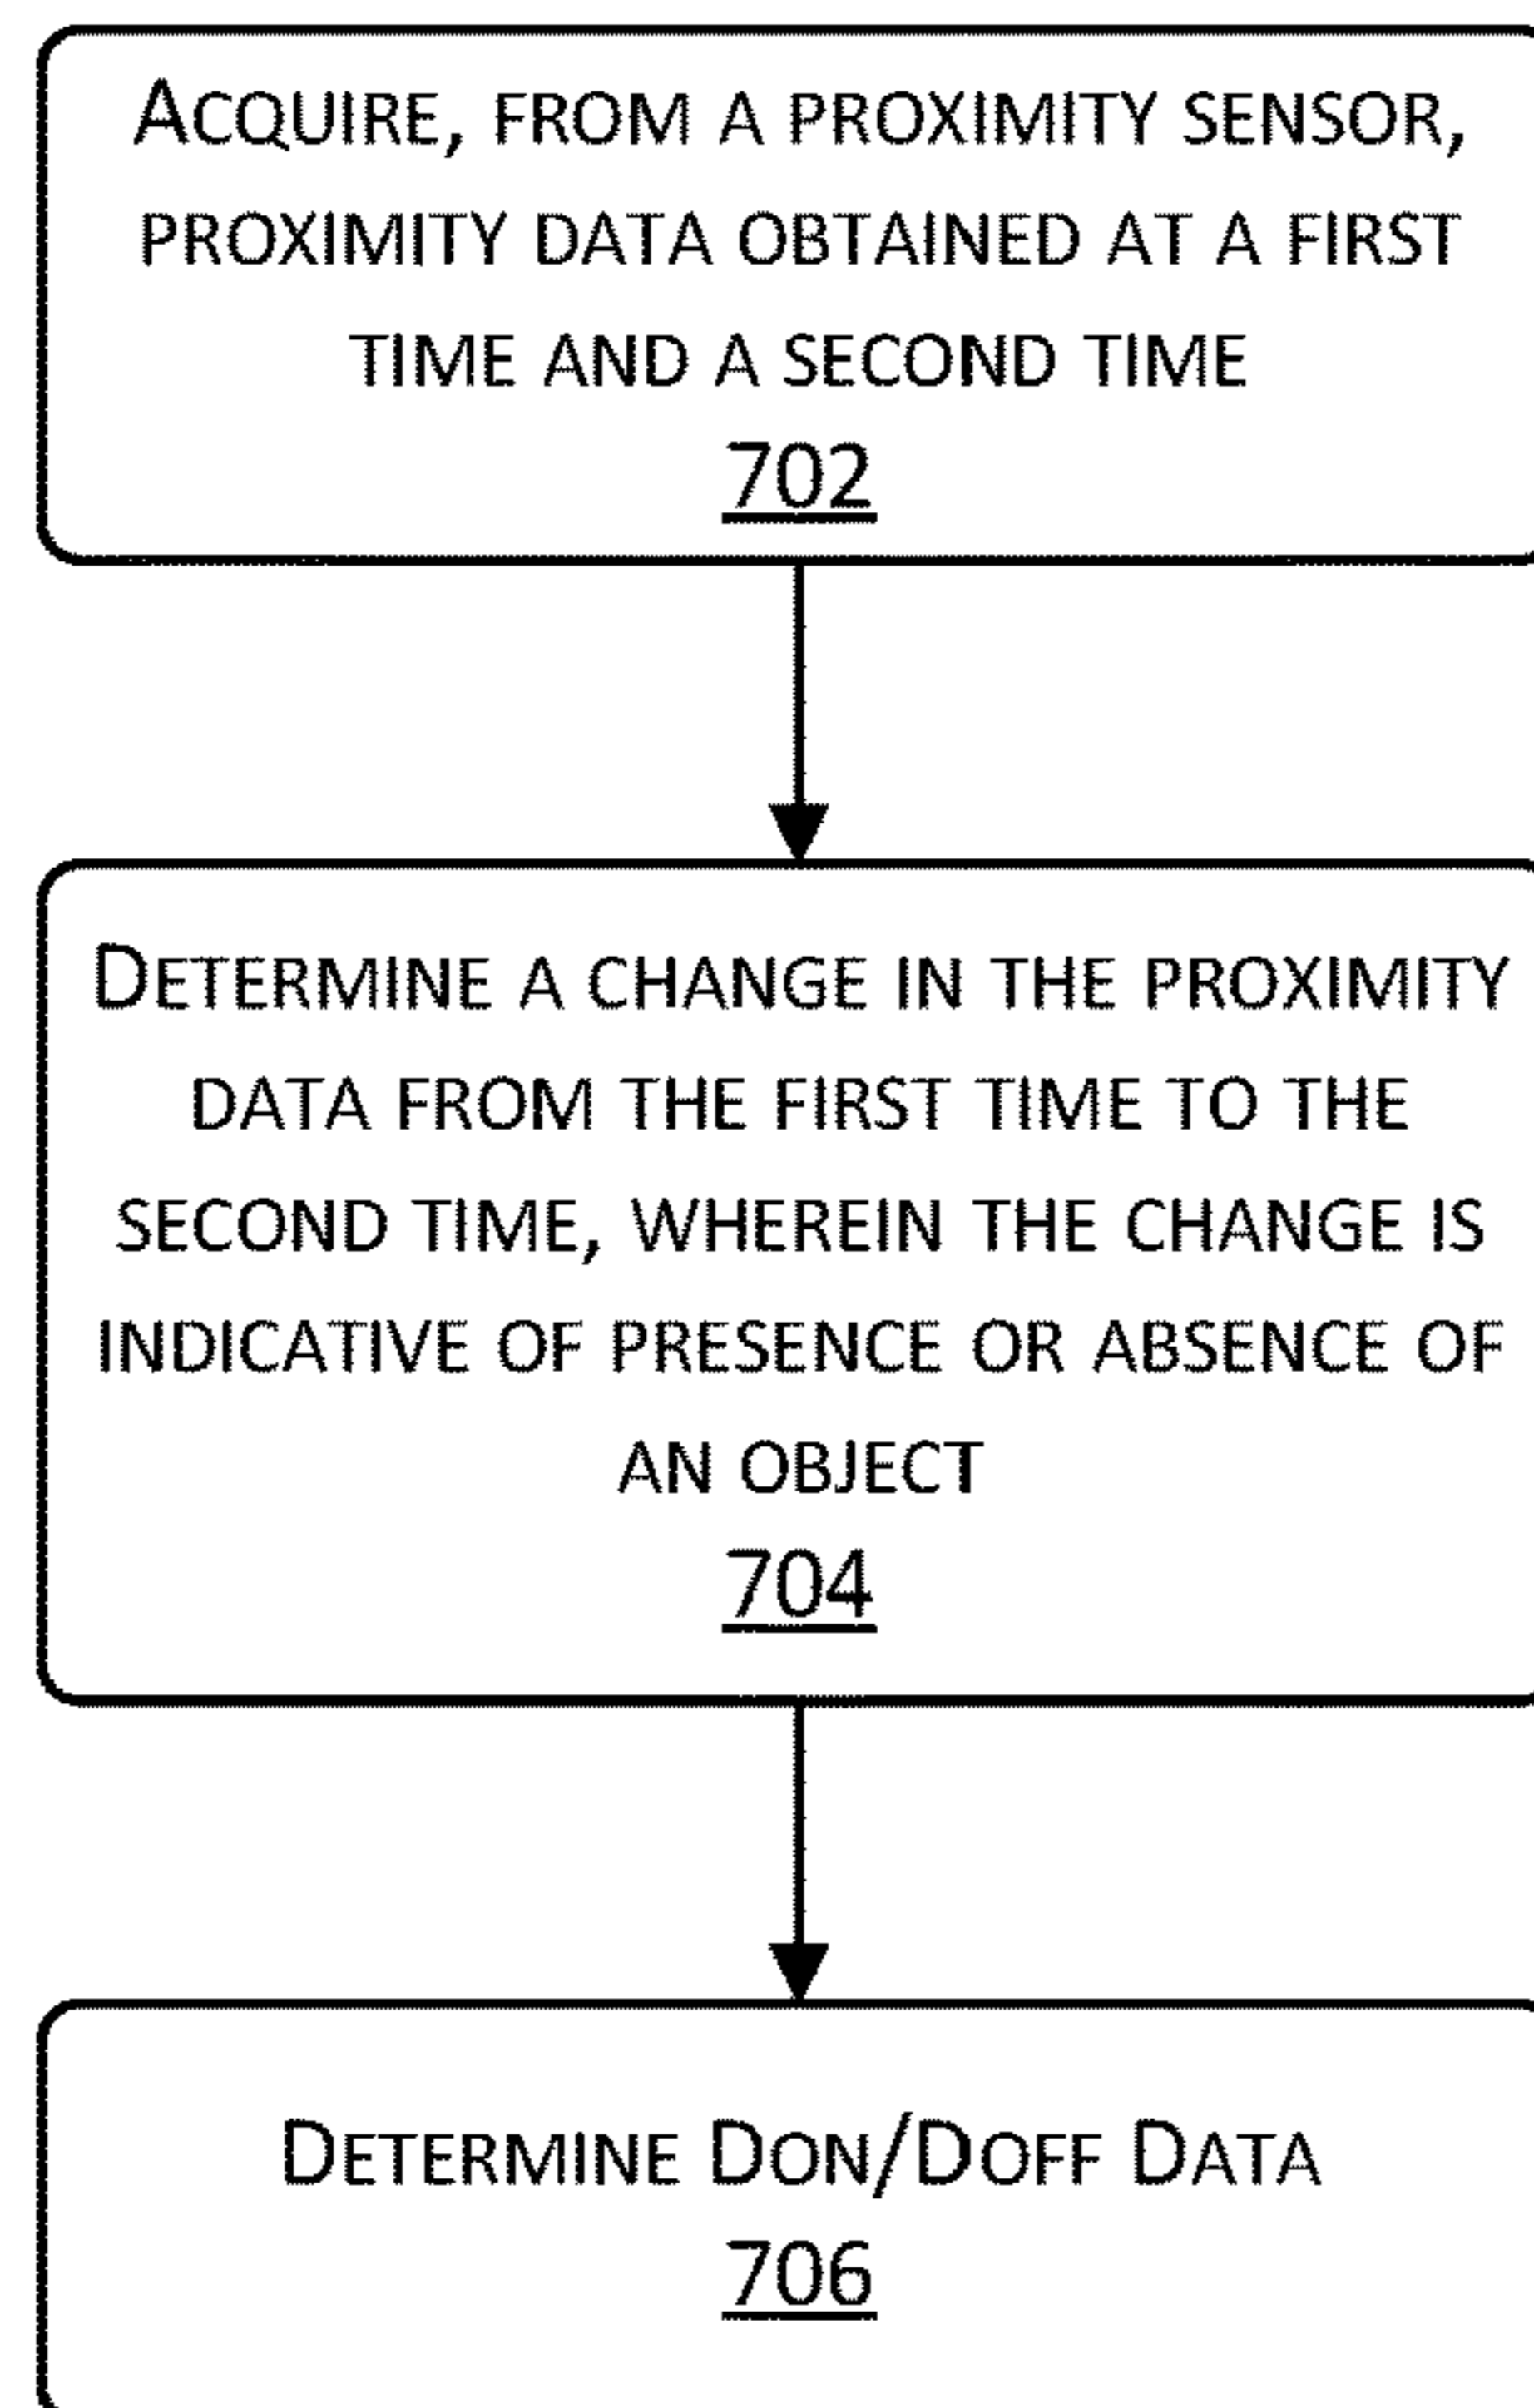 ACQUIRE, FROM A PROXIMITY SENSOR,
PROXIMITY DATA OBTAINED AT A FIRST
TIME AND A SECOND TIME
702
DETERMINE A CHANGE IN THE PROXIMITY
DATA FROM THE FIRST TIME TO THE
SECOND TIME, WHEREIN THE CHANGE IS
INDICATIVE OF PRESENCE OR ABSENCE OF
AN OBJECT
704
DETERMINE DON/DOFF DATA
706